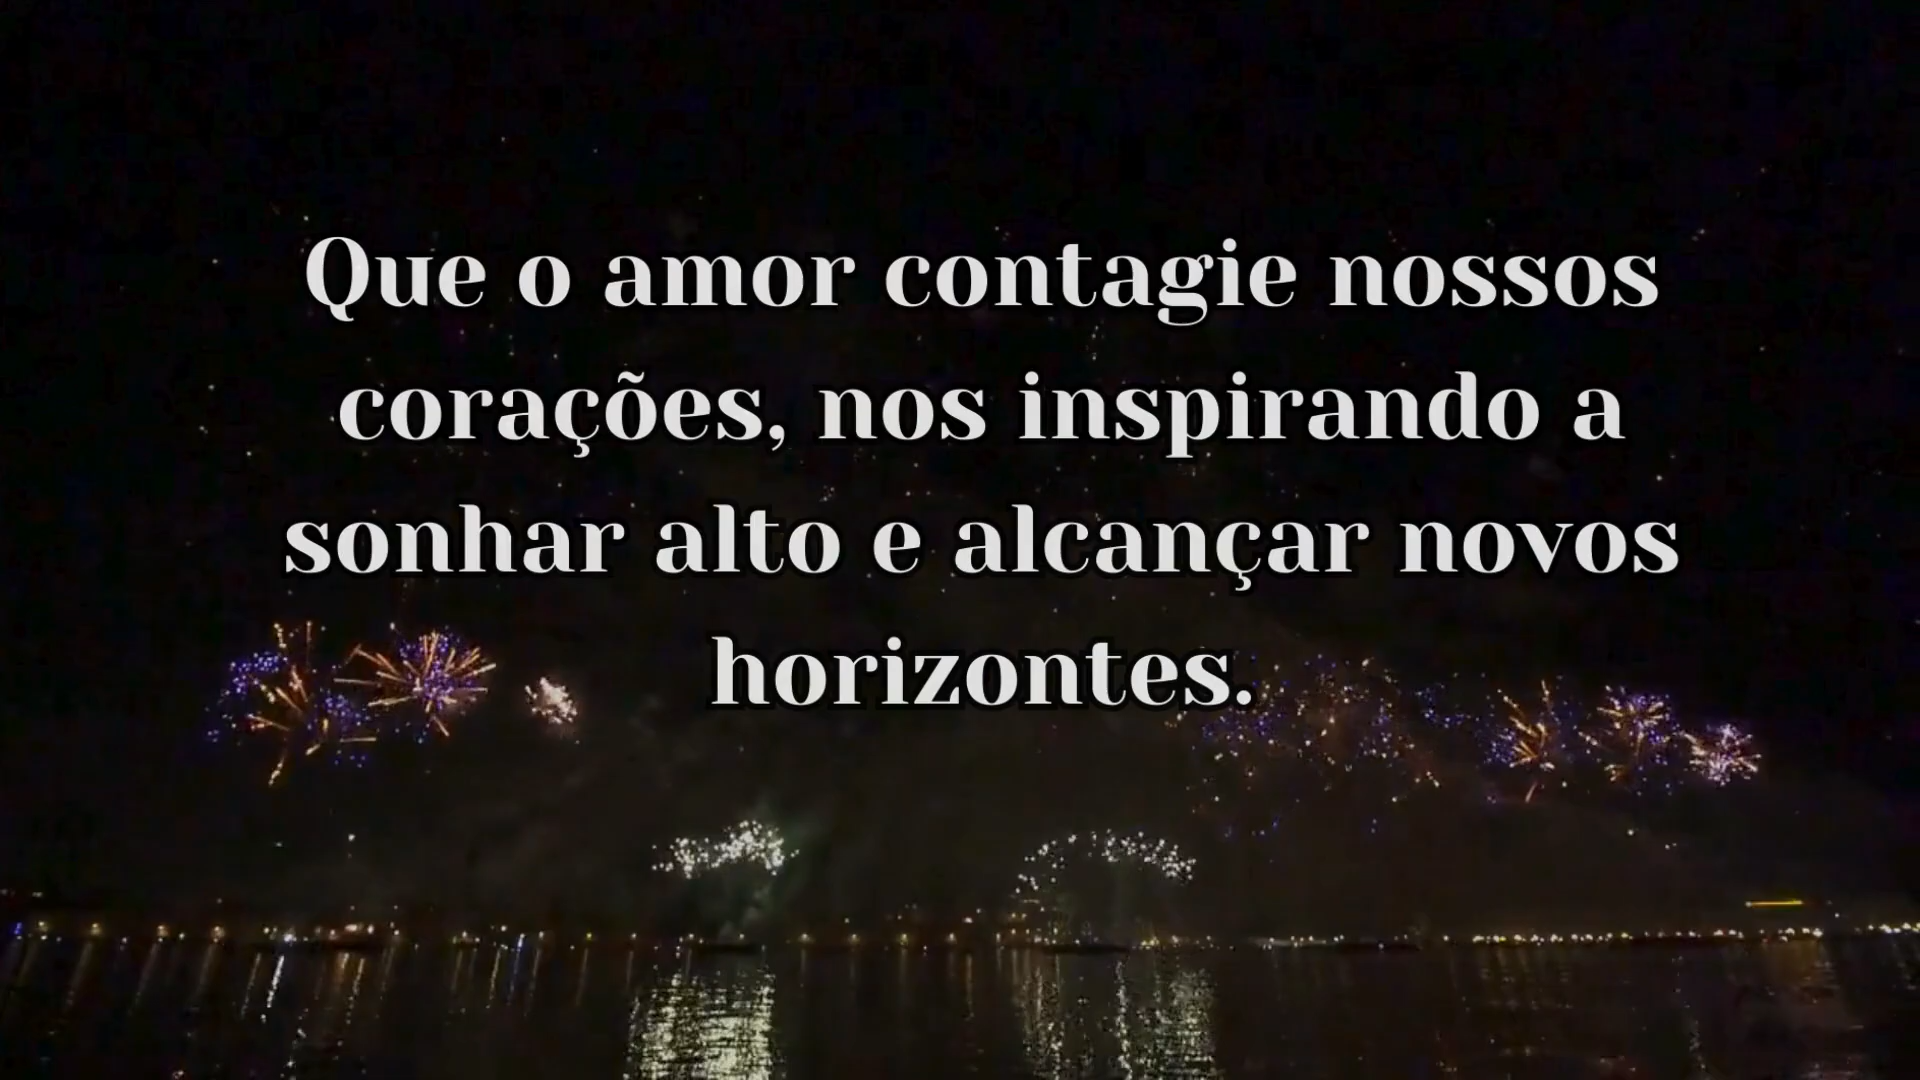 Que o amor contagie nossos
corações, nos inspirando a
sonhar alto e alcançar novos
horizontes.